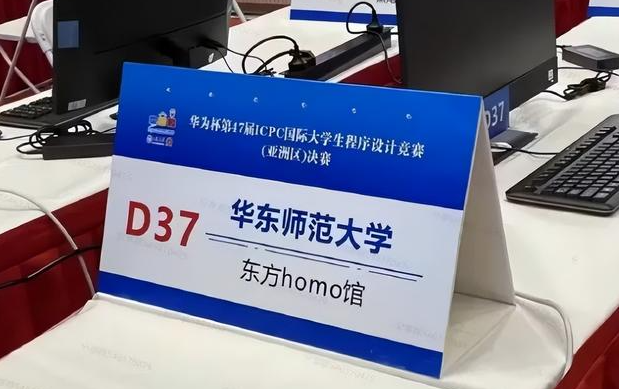 华为杯第47届ICPC国际大学生程序设计竞赛
(亚洲区)决赛
D37
华东师范大学
东方homo馆
D37